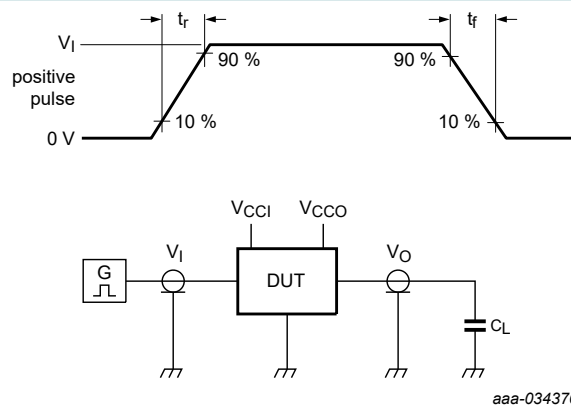 tr
tf
VI
90 %
90 %
positive
pulse
10 %
10 %
0 V
VCCI
VCCO
VI
VO
G
DUT
CL